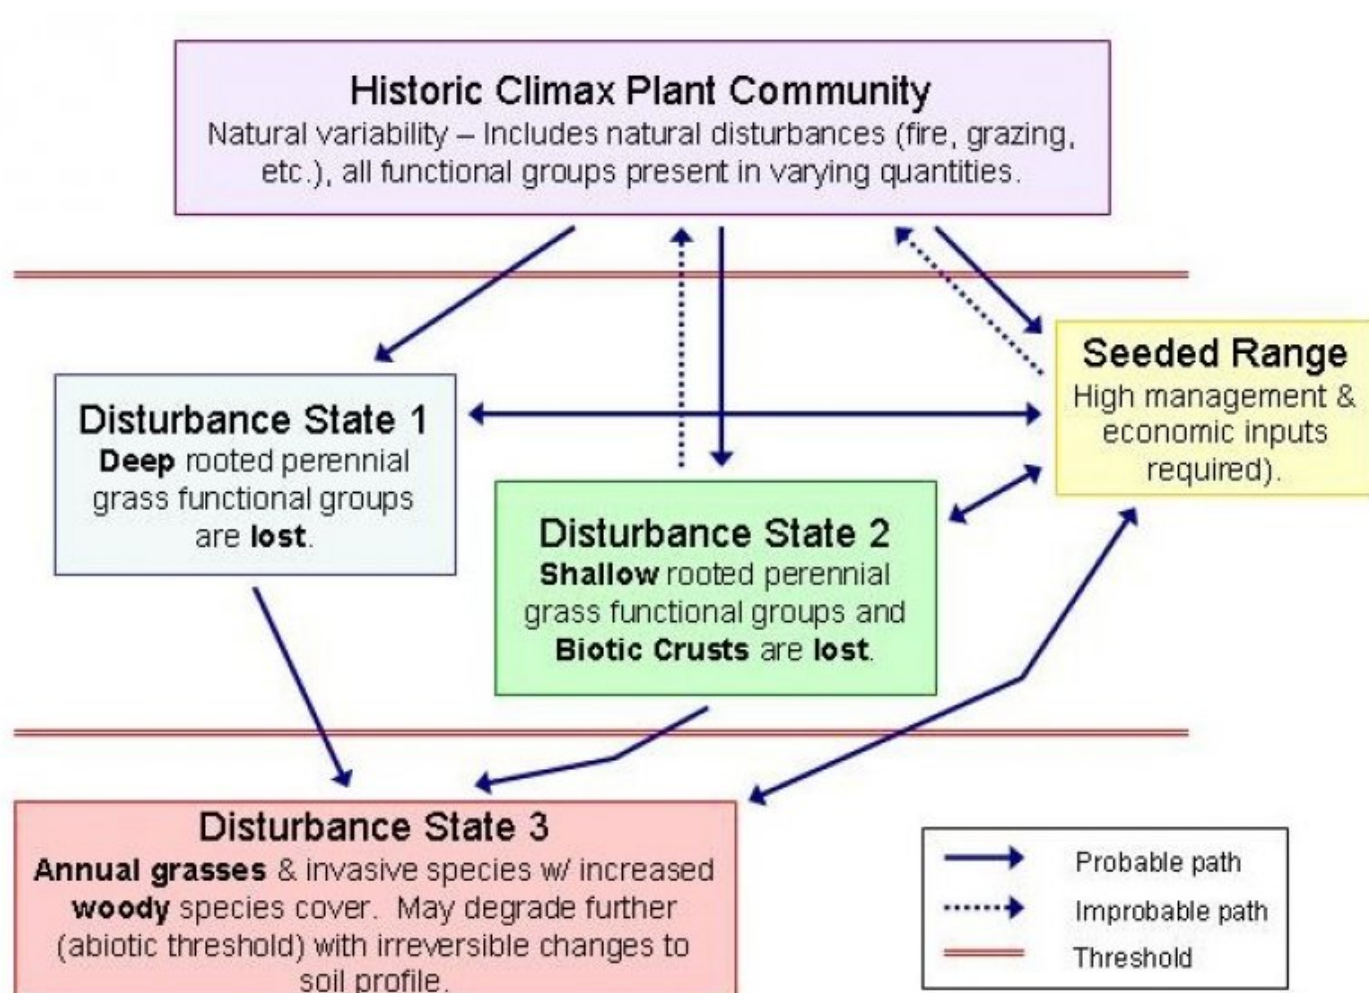 Historic Climax Plant Community
Natural variability – Includes natural disturbances (fire, grazing,
etc.), all functional groups present in varying quantities.
Seeded Range
High management &
economic inputs
required).
Disturbance State 1
Deep rooted perennial
grass functional groups
are lost.
Disturbance State 2
Shallow rooted perennial
grass functional groups and
Biotic Crusts are lost.
Disturbance State 3
Annual grasses & invasive species w/ increased
woody species cover. May degrade further
(abiotic threshold) with irreversible changes to
soil profile.
Probable path
Improbable path
Threshold